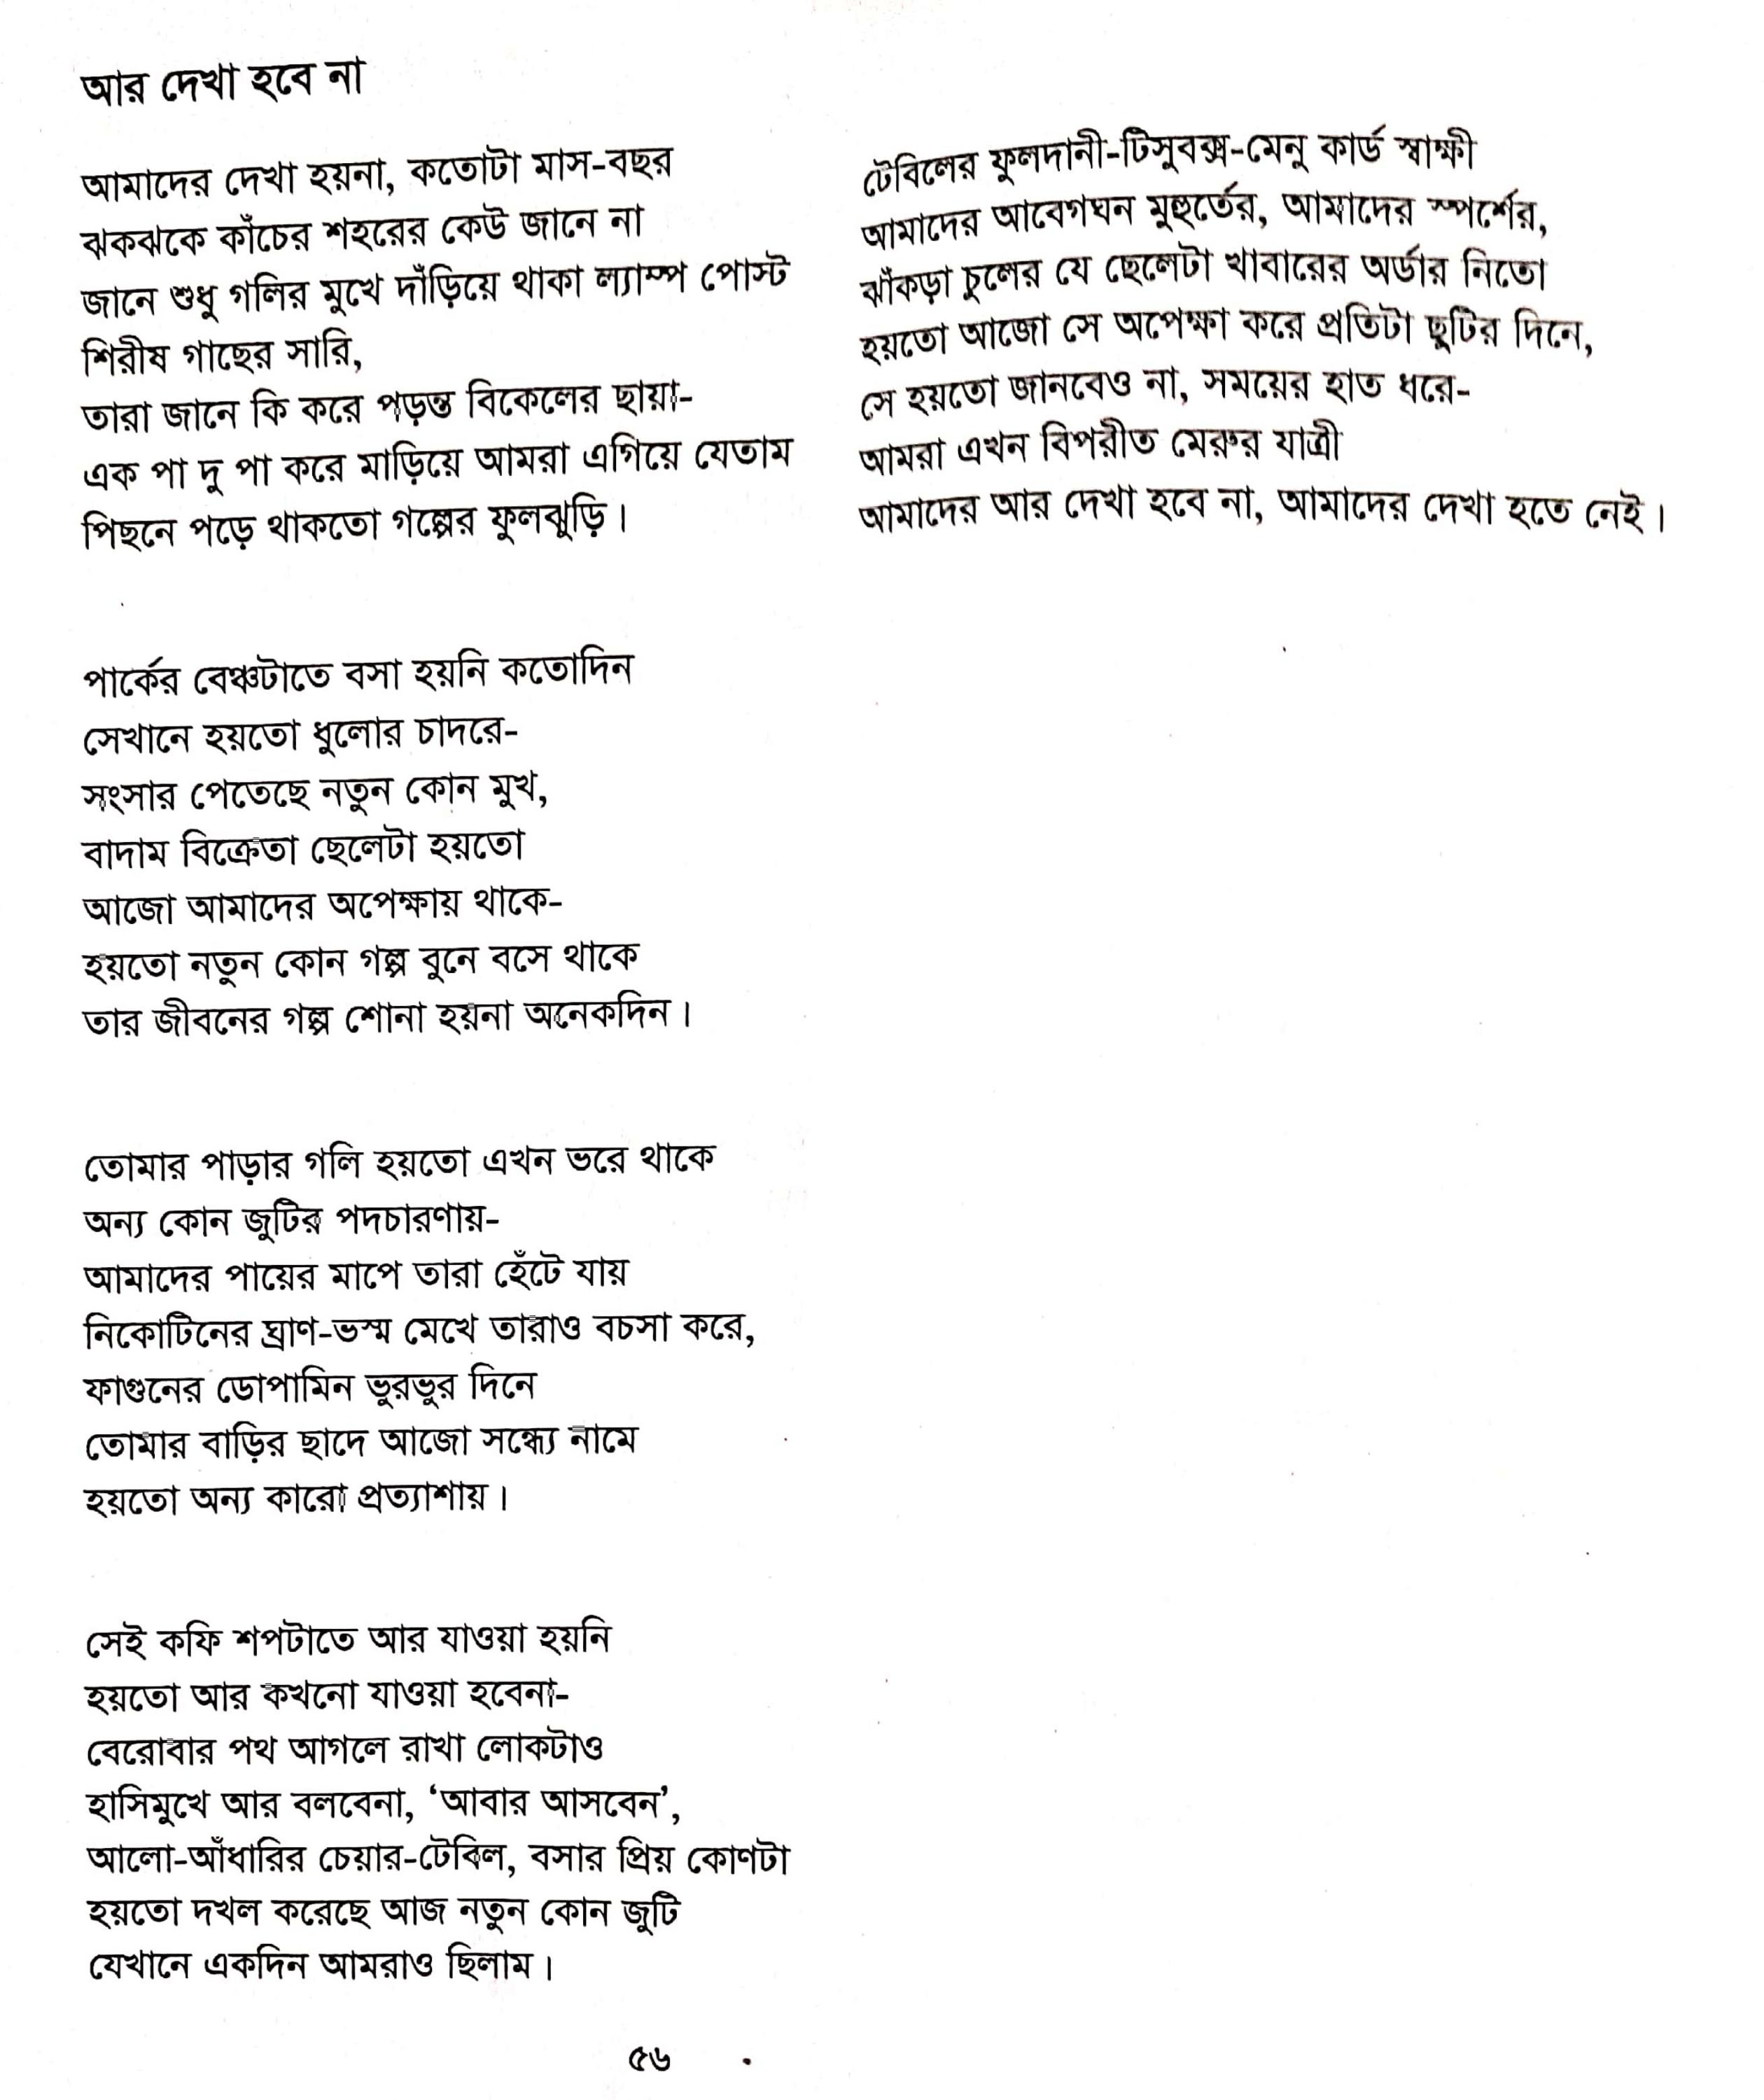 আর দেখা হবে না
আমাদের দেখা হয়না, কতোটা মাস-বছর
ঝকঝকে কাঁচের শহরের কেউ জানে না
জানে শুধু গলির মুখে দাঁড়িয়ে থাকা ল্যাম্প পোস্ট
শিরীষ গাছের সারি,
তারা জানে কি করে পড়ন্ত বিকেলের ছায়া-
এক পা দু পা করে মাড়িয়ে আমরা এগিয়ে যেতাম
পিছনে পড়ে থাকতো গল্পের ফুলঝুড়ি।
পার্কের বেঞ্চটাতে বসা হয়নি কতোদিন
সেখানে হয়তো ধুলোর চাদরে-
সংসার পেতেছে নতুন কোন মুখ,
বাদাম বিক্রেতা ছেলেটা হয়তো
আজো আমাদের অপেক্ষায় থাকে-
হয়তো নতুন কোন গল্প বুনে বসে থাকে
তার জীবনের গল্প শোনা হয়না অনেকদিন।
তোমার পাড়ার গলি হয়তো এখন ভরে থাকে
অন্য কোন জুটির পদচারণায়-
আমাদের পায়ের মাপে তারা হেঁটে যায়
নিকোটিনের ঘ্রাণ-ভস্ম মেখে তারাও বচসা করে,
ফাগুনের ডোপামিন ভুরভুর দিনে
তোমার বাড়ির ছাদে আজো সন্ধ্যে নামে
হয়তো অন্য কারো প্রত্যাশায়।
সেই কফি শপটাতে আর যাওয়া হয়নি
হয়তো আর কখনো যাওয়া হবেনা-
বেরোবার পথ আগলে রাখা লোকটাও
হাসিমুখে আর বলবেনা, ‘আবার আসবেন’,
আলো-আঁধারির চেয়ার-টেবিল, বসার প্রিয় কোণটা
হয়তো দখল করেছে আজ নতুন কোন জুটি
যেখানে একদিন আমরাও ছিলাম।
টেবিলের ফুলদানী-টিসুবক্স-মেনু কার্ড স্বাক্ষী
আমাদের আবেগঘন মুহুর্তের, আমাদের স্পর্শের,
ঝাঁকড়া চুলের যে ছেলেটা খাবারের অর্ডার নিতো
হয়তো আজো সে অপেক্ষা করে প্রতিটা ছুটির দিনে,
সে হয়তো জানবেও না, সময়ের হাত ধরে-
আমরা এখন বিপরীত মেরুর যাত্রী
আমাদের আর দেখা হবে না, আমাদের দেখা হতে নেই।
৫৬